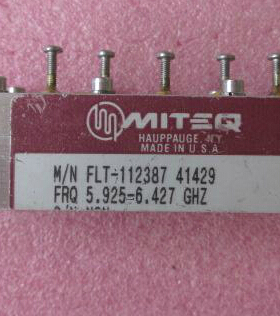 MITEQ
HAUPPAUGE, N.Y.
MADE IN U.S.A.
M/N FLT-112387 41429
FRQ 5.925-6.427 GHZ